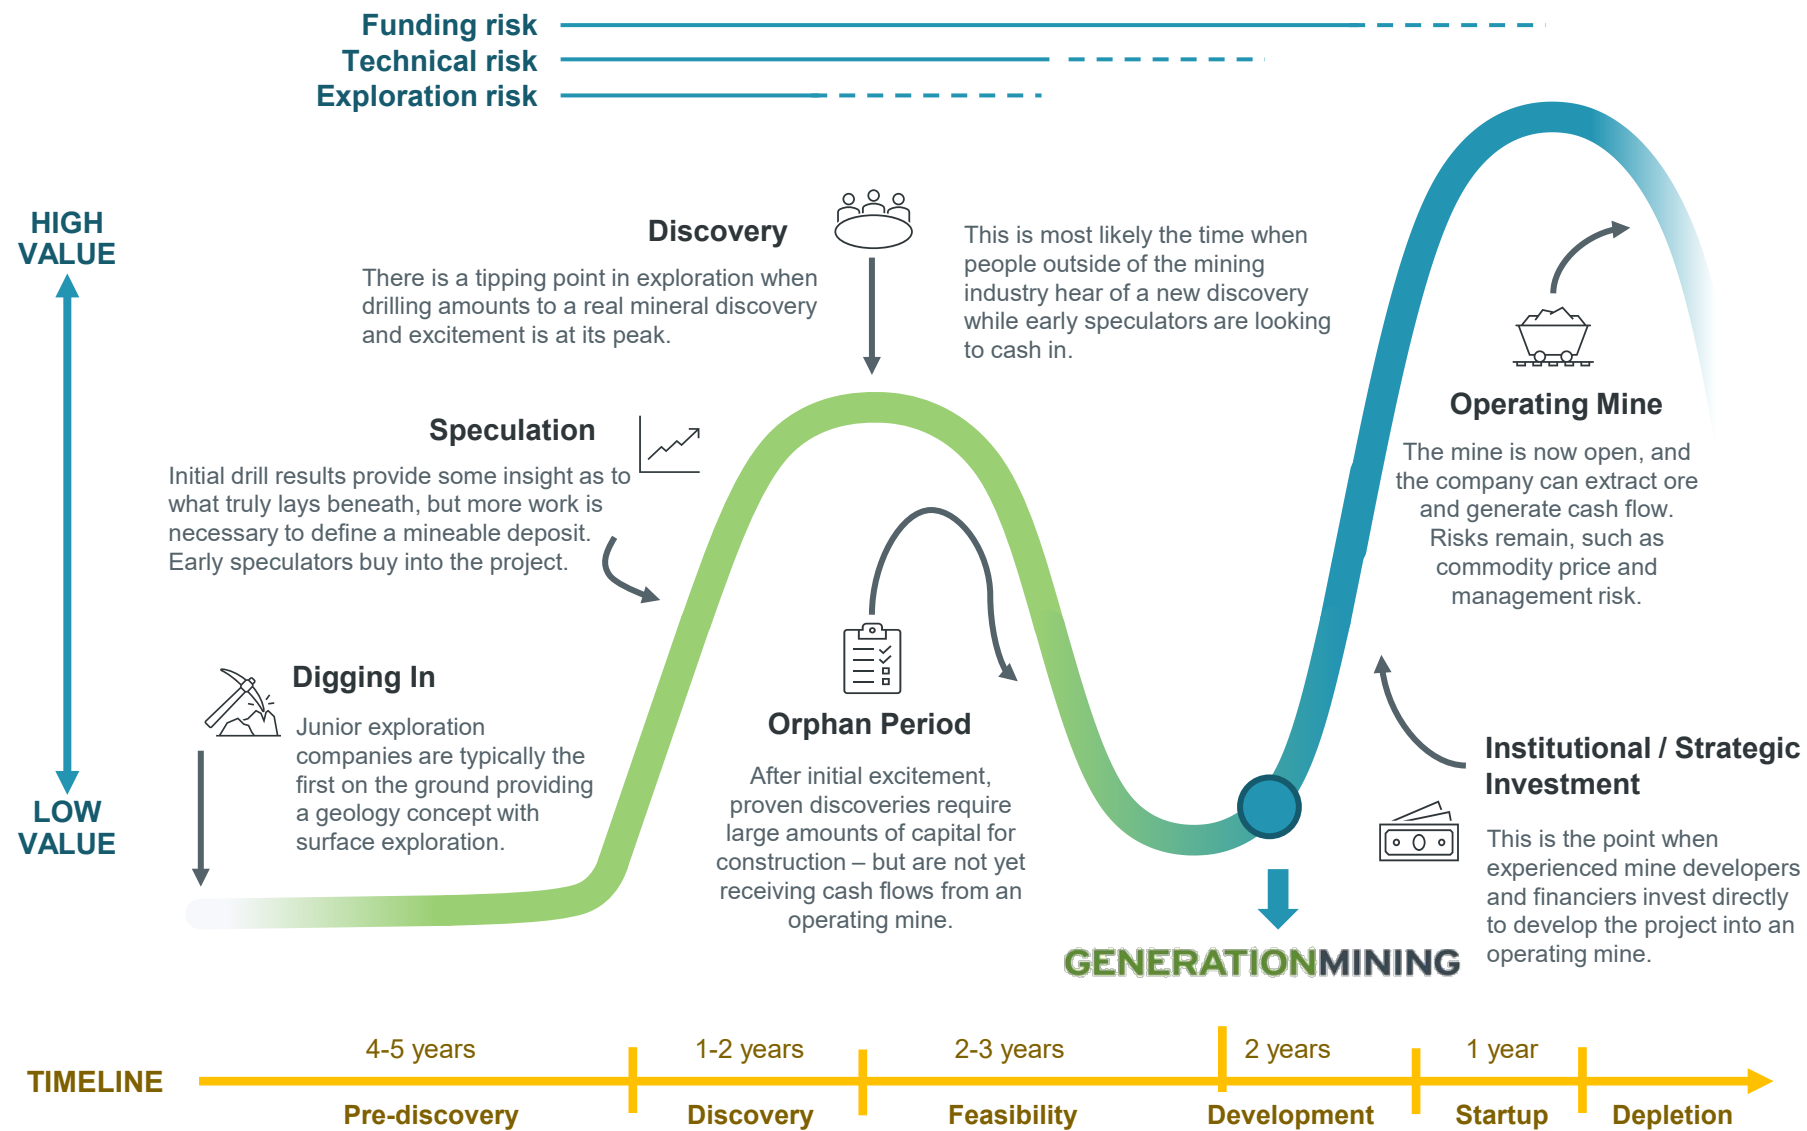 Funding risk
Technical risk
Exploration risk
HIGH
VALUE
LOW
VALUE
Discovery
There is a tipping point in exploration when
drilling amounts to a real mineral discovery
and excitement is at its peak.
This is most likely the time when
people outside of the mining
industry hear of a new discovery
while early speculators are looking
to cash in.
Speculation
Initial drill results provide some insight as to
what truly lays beneath, but more work is
necessary to define a mineable deposit.
Early speculators buy into the project.
Digging In
Junior exploration
companies are typically the
first on the ground providing
a geology concept with
surface exploration.
Orphan Period
After initial excitement,
proven discoveries require
large amounts of capital for
construction – but are not yet
receiving cash flows from an
operating mine.
Operating Mine
The mine is now open, and
the company can extract ore
and generate cash flow.
Risks remain, such as
commodity price and
management risk.
Institutional / Strategic
Investment
This is the point when
experienced mine developers
and financiers invest directly
to develop the project into an
operating mine.
GENERATIONMINING
TIMELINE
4-5 years
1-2 years
2-3 years
2 years
1 year
Pre-discovery
Discovery
Feasibility
Development
Startup
Depletion